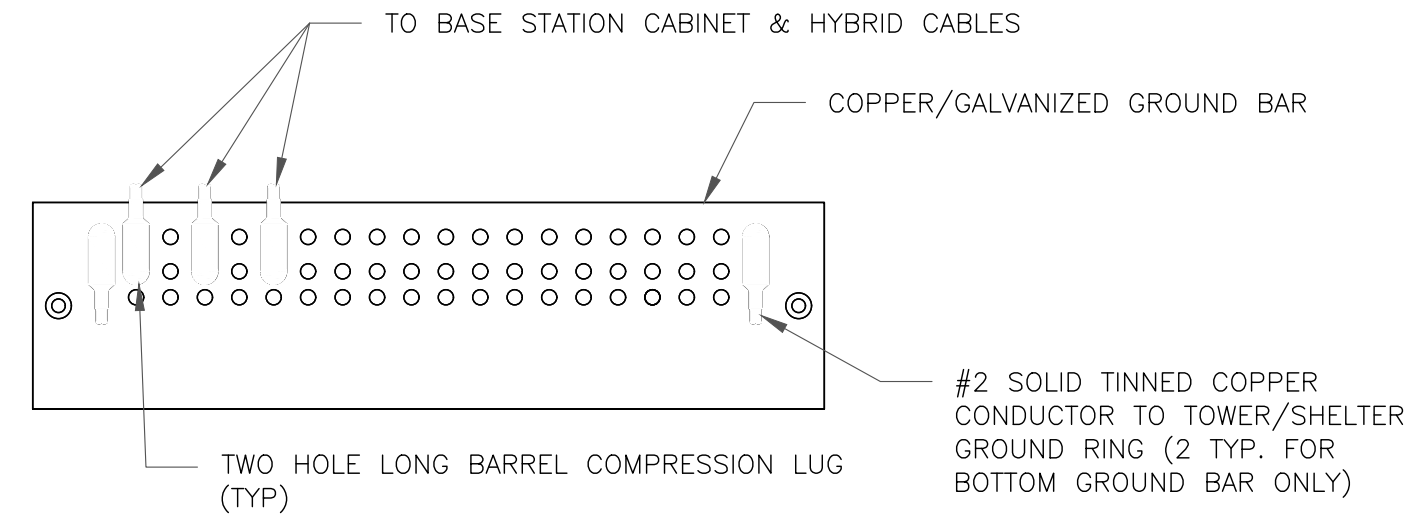 TO BASE STATION CABINET & HYBRID CABLES
COPPER/GALVANIZED GROUND BAR
#2 SOLID TINNED COPPER
CONDUCTOR TO TOWER/SHELTER
GROUND RING (2 TYP. FOR
BOTTOM GROUND BAR ONLY)
TWO HOLE LONG BARREL COMPRESSION LUG
(TYP)